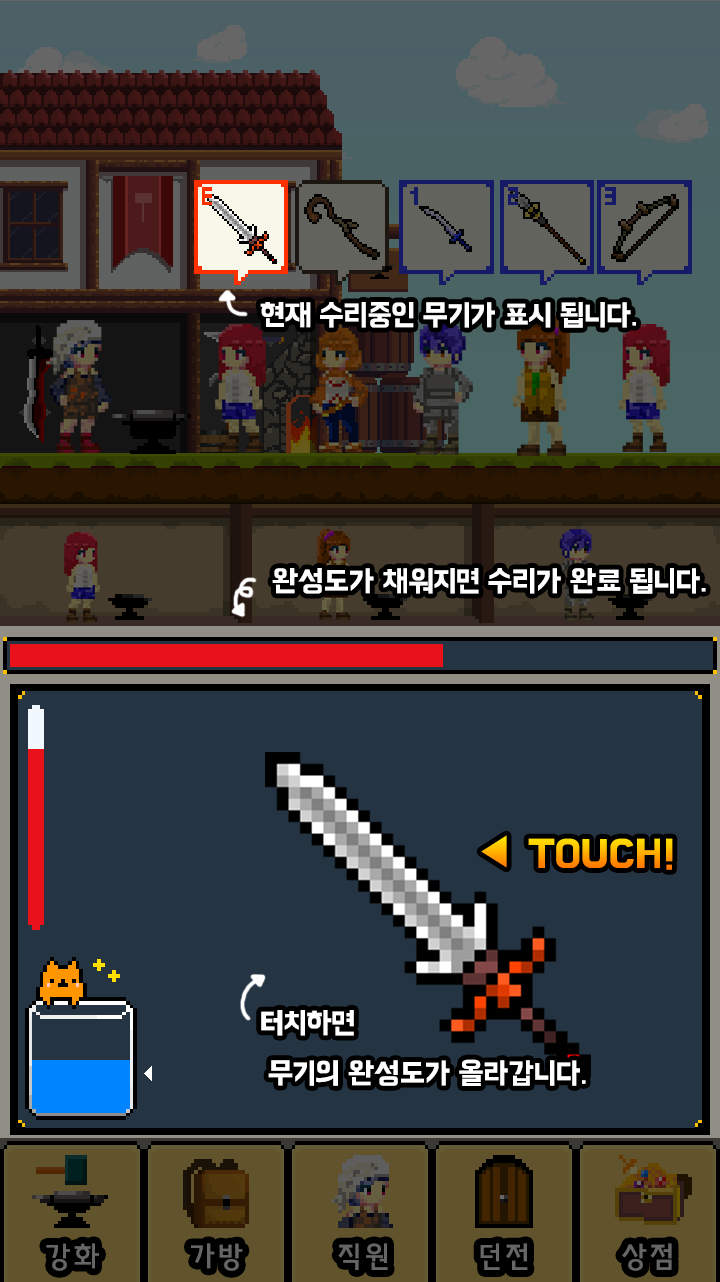 1 2 3
현재 수리중인 무기가 표시 됩니다.
완성도가 채워지면 수리가 완료 됩니다.
TOUCH!
터치하면
무기의 완성도가 올라갑니다.
강화 가방 직원 던전 상점